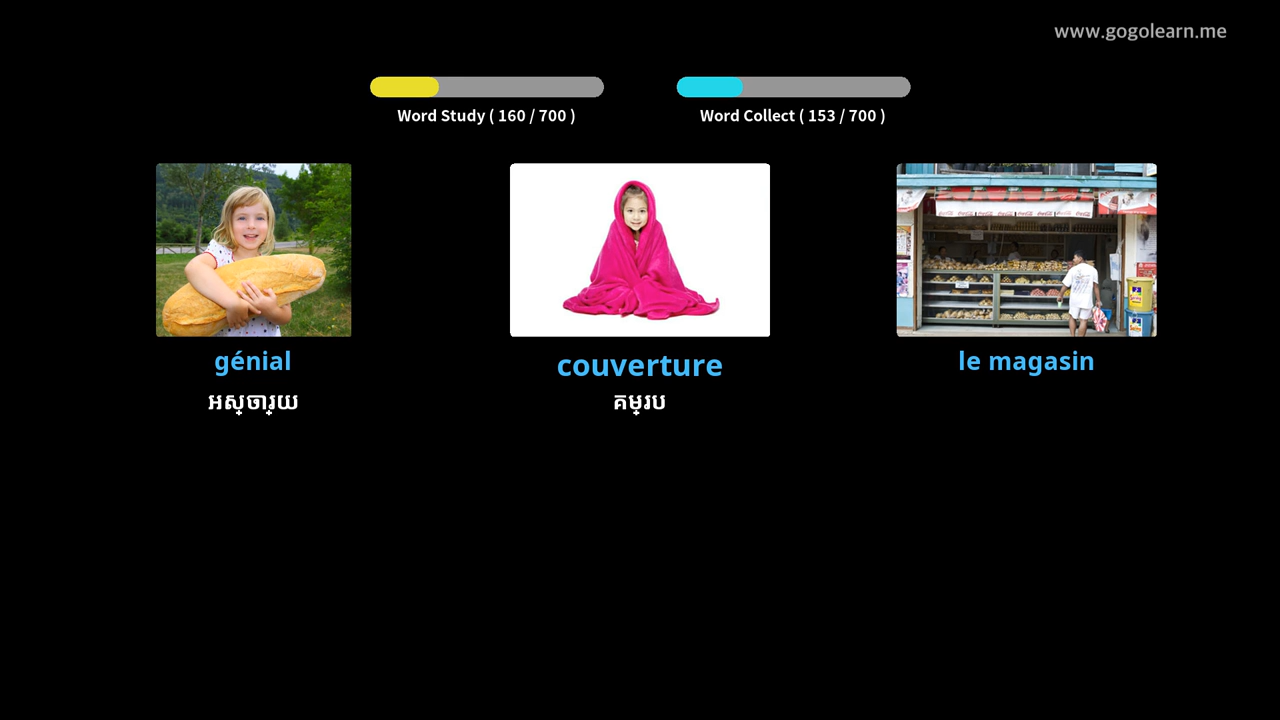 www.gogolearn.me
Word Study ( 160 / 700 )
Word Collect ( 153 / 700 )
génial
couverture
le magasin
អស្ចារ្យ
គម្រប